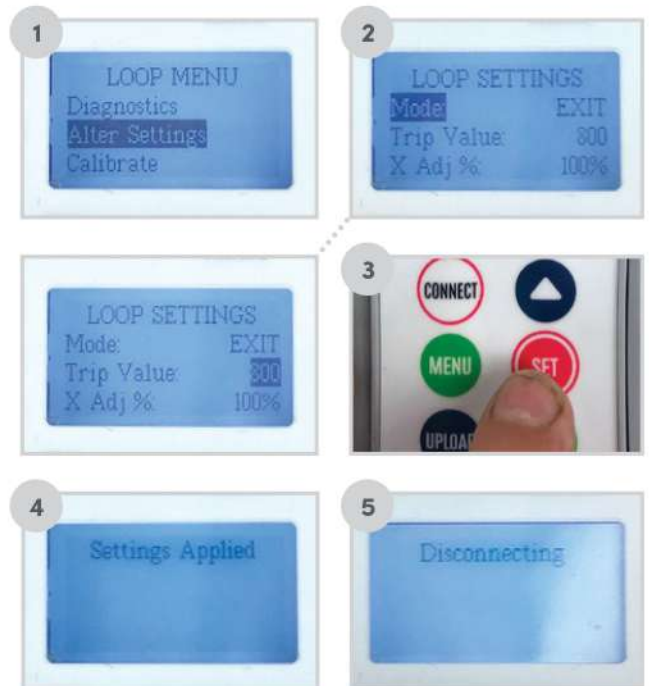 1
LOOP MENU
Diagnostics
Alter Settings
Calibrate
2
LOOP SETTINGS
Mode: EXIT
Trip Value: 800
X Adj %: 100%
LOOP SETTINGS
Mode: EXIT
Trip Value: 800
X Adj %: 100%
3
CONNECT
MENU SET
4
Settings Applied
5
Disconnecting